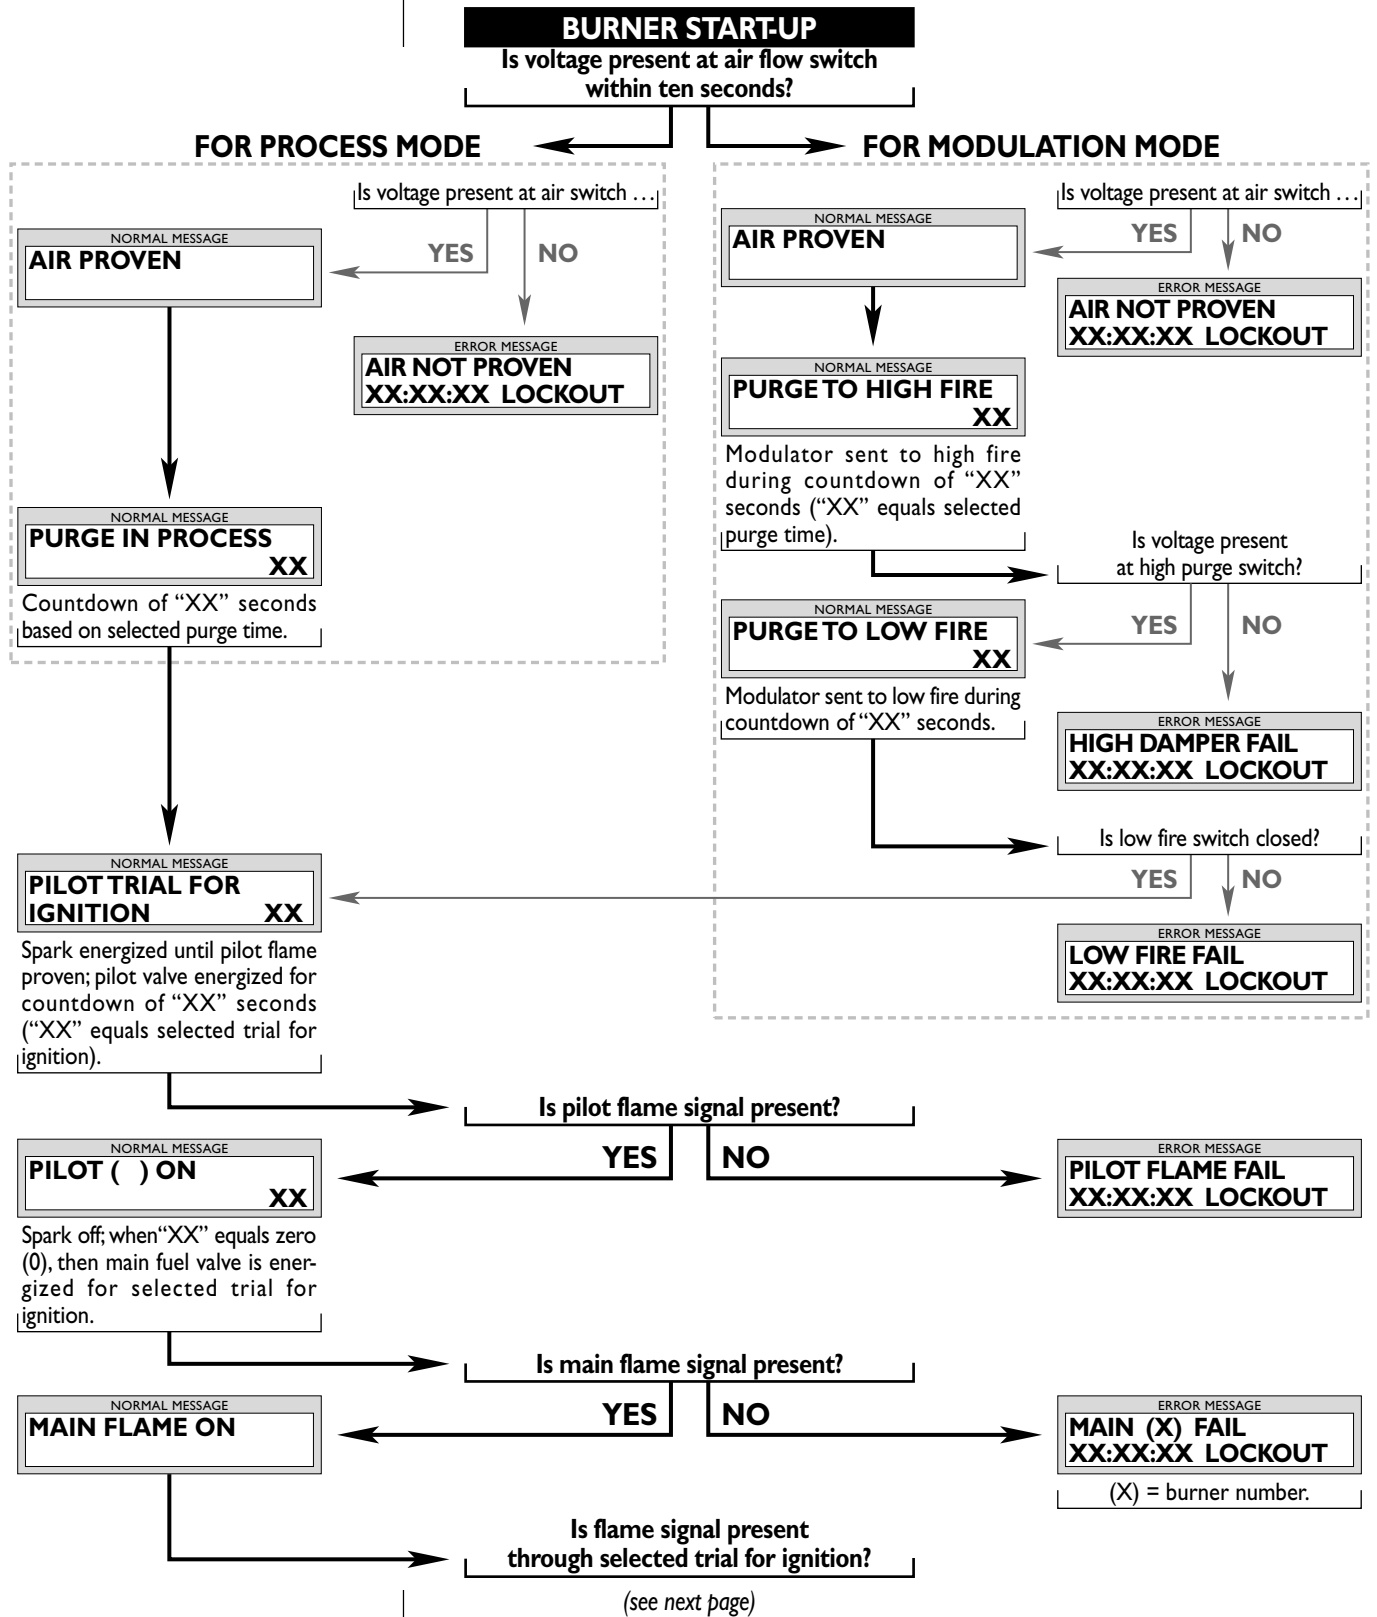 BURNER START-UP
Is voltage present at air flow switch
within ten seconds?
FOR PROCESS MODE
Is voltage present at air switch …
YES
NO
NORMAL MESSAGE
AIR PROVEN
ERROR MESSAGE
AIR NOT PROVEN
XX:XX:XX LOCKOUT
NORMAL MESSAGE
PURGE IN PROCESS
XX
Countdown of “XX” seconds
based on selected purge time.
FOR MODULATION MODE
Is voltage present at air switch …
YES
NO
NORMAL MESSAGE
AIR PROVEN
ERROR MESSAGE
AIR NOT PROVEN
XX:XX:XX LOCKOUT
NORMAL MESSAGE
PURGE TO HIGH FIRE
XX
Modulator sent to high fire
during countdown of “XX”
seconds (“XX” equals selected
purge time).
Is voltage present
at high purge switch?
YES
NO
NORMAL MESSAGE
PURGE TO LOW FIRE
XX
Modulator sent to low fire during
countdown of “XX” seconds.
ERROR MESSAGE
HIGH DAMPER FAIL
XX:XX:XX LOCKOUT
Is low fire switch closed?
YES
NO
ERROR MESSAGE
LOW FIRE FAIL
XX:XX:XX LOCKOUT
NORMAL MESSAGE
PILOT TRIAL FOR
IGNITION XX
Spark energized until pilot flame
proven; pilot valve energized for
countdown of “XX” seconds
(“XX” equals selected trial for
ignition).
Is pilot flame signal present?
YES
NO
NORMAL MESSAGE
PILOT ( ) ON
XX
Spark off; when“XX” equals zero
(0), then main fuel valve is ener-
gized for selected trial for
ignition.
ERROR MESSAGE
PILOT FLAME FAIL
XX:XX:XX LOCKOUT
Is main flame signal present?
YES
NO
NORMAL MESSAGE
MAIN FLAME ON
ERROR MESSAGE
MAIN (X) FAIL
XX:XX:XX LOCKOUT
(X) = burner number.
Is flame signal present
through selected trial for ignition?
(see next page)